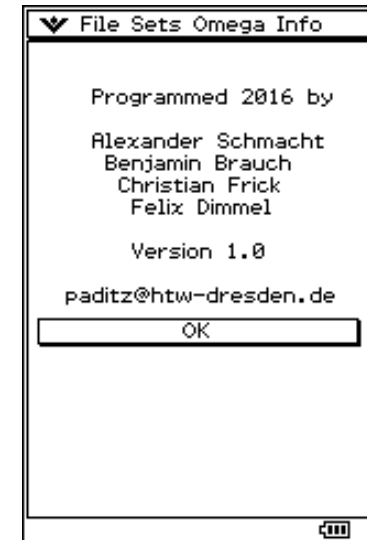 File Sets Omega Info
Programmed 2016 by
Alexander Schmacht
Benjamin Brauch
Christian Frick
Felix Dimmel
Version 1.0
paditz@htw-dresden.de
OK